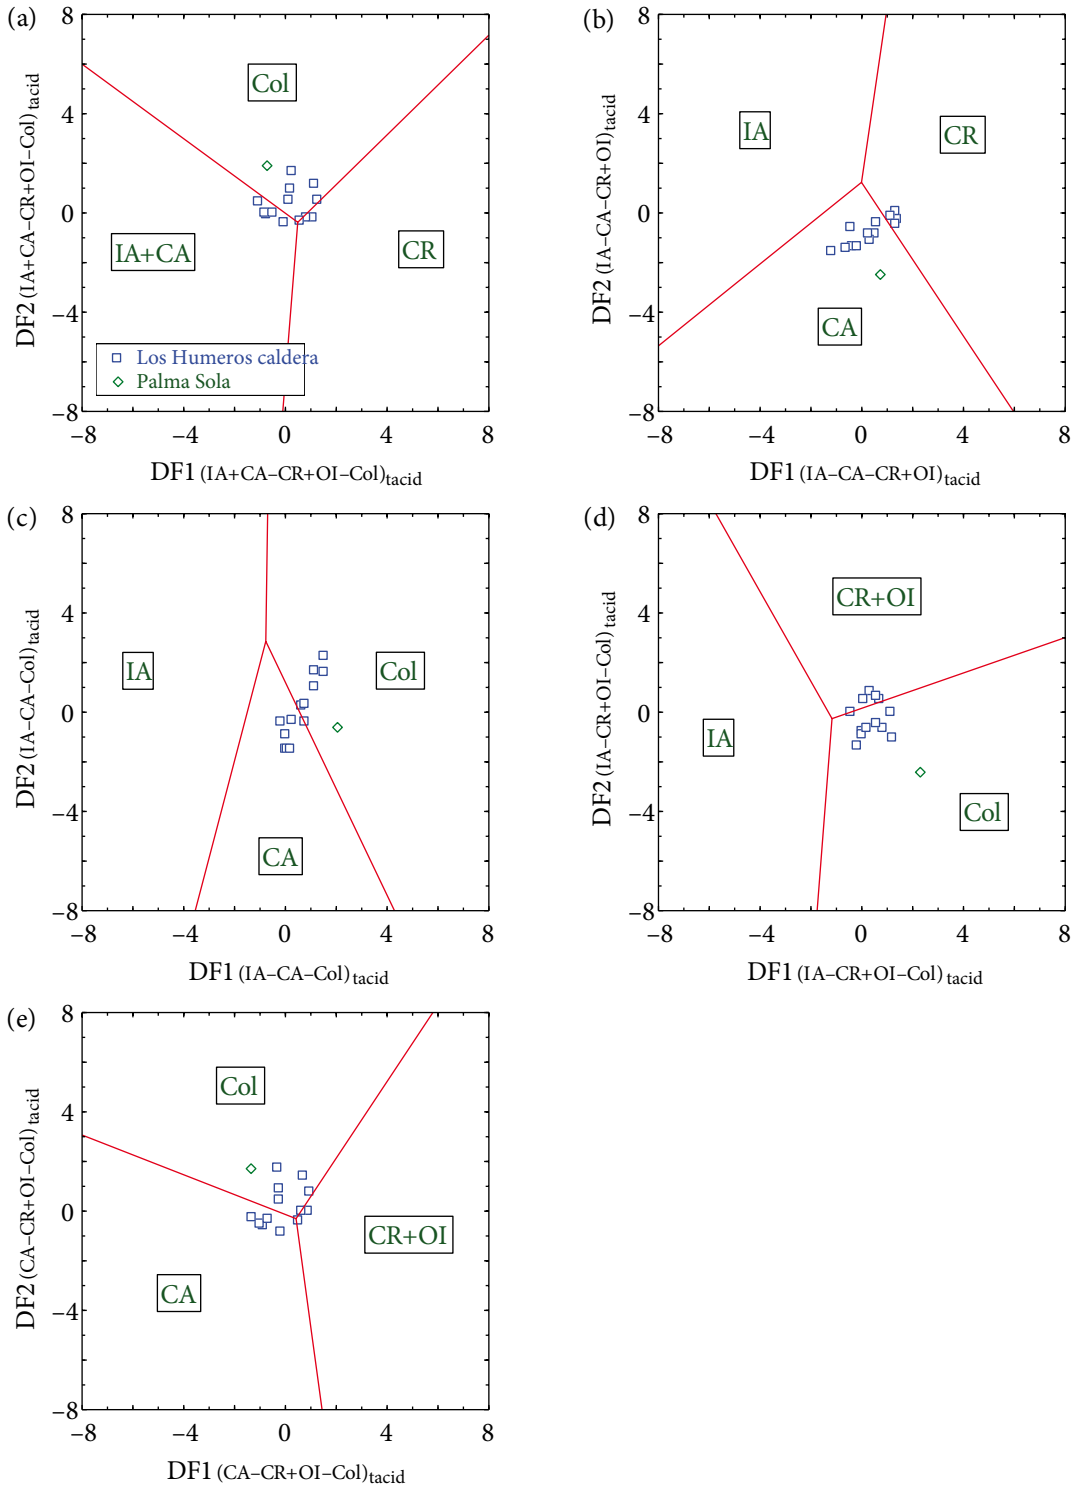 (a)
8
4
0
−4
−8
DF2 (IA+CA–CR+OI–Col)tacid
Col
IA+CA
CR
Los Humeros caldera
Palma Sola
−8 −4 0 4 8
DF1 (IA+CA–CR+OI–Col)tacid
(b)
8
4
0
−4
−8
DF2 (IA–CA–CR+OI)tacid
IA
CR
CA
−8 −4 0 4 8
DF1 (IA–CA–CR+OI)tacid
(c)
8
4
0
−4
−8
DF2 (IA–CA–Col)tacid
IA
Col
CA
−8 −4 0 4 8
DF1 (IA–CA–Col)tacid
(d)
8
4
0
−4
−8
DF2 (IA–CR+OI–Col)tacid
CR+OI
IA
Col
−8 −4 0 4 8
DF1 (IA–CR+OI–Col)tacid
(e)
8
4
0
−4
−8
DF2 (CA–CR+OI–Col)tacid
Col
CR+OI
CA
−8 −4 0 4 8
DF1 (CA–CR+OI–Col)tacid